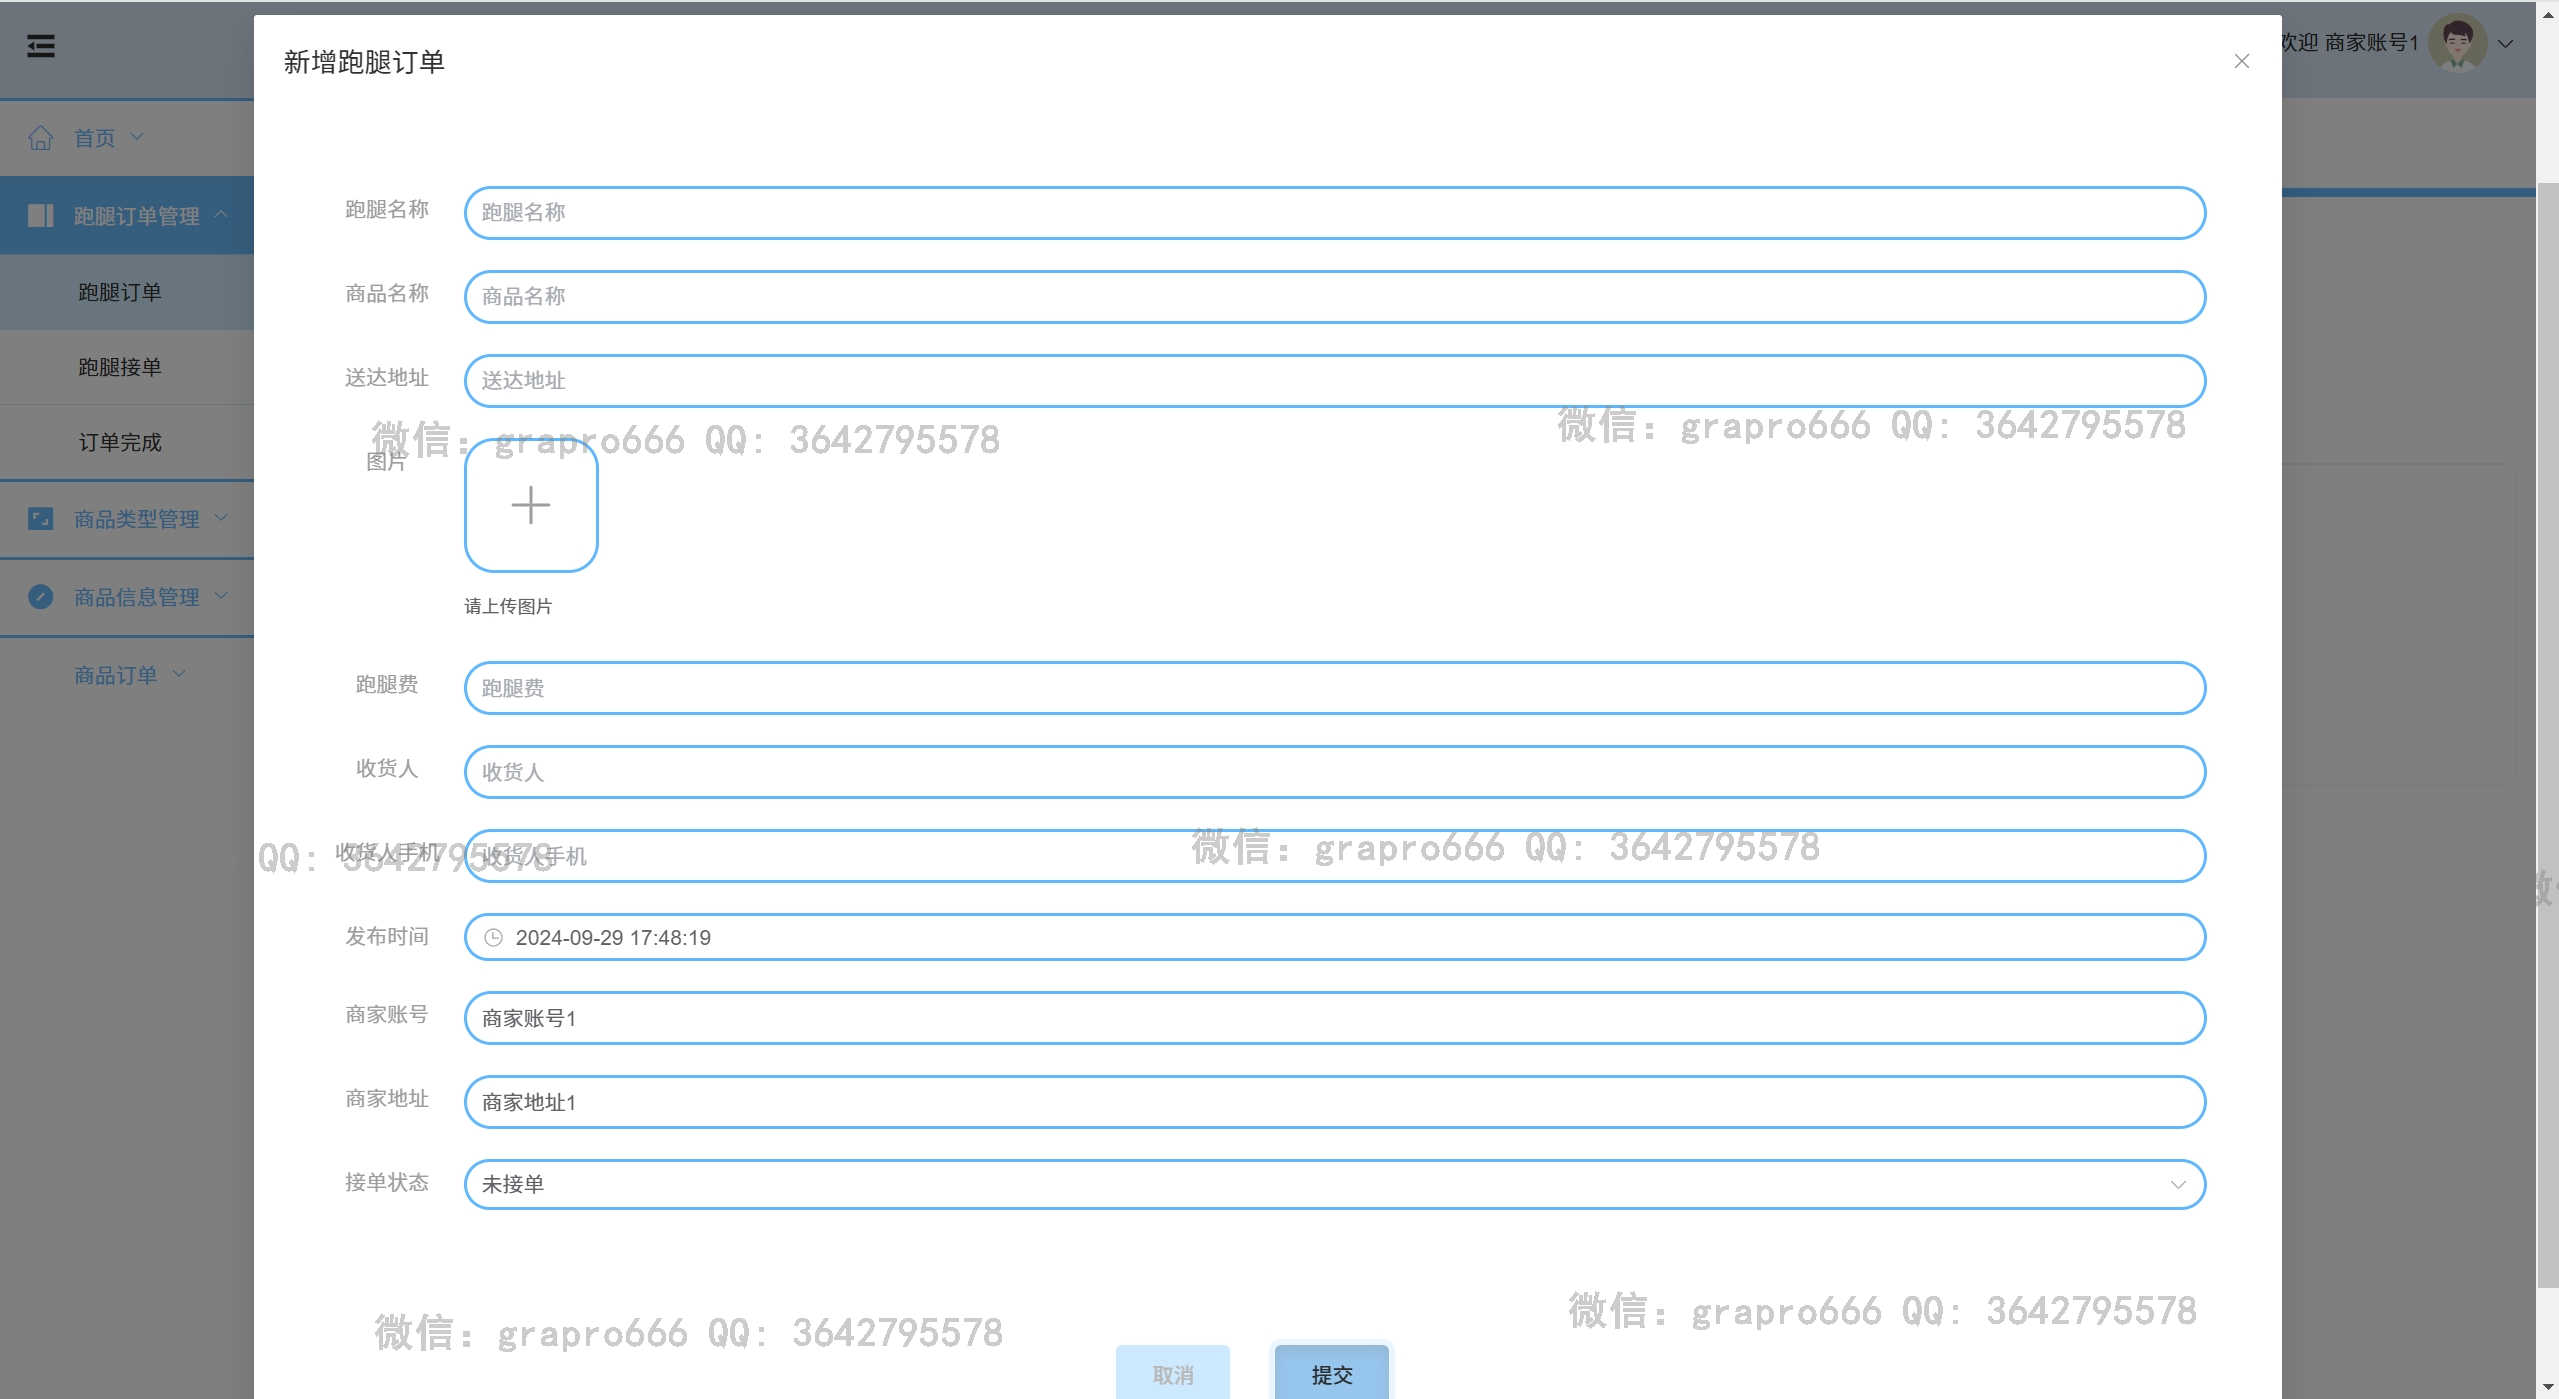 新增跑腿订单
欢迎 商家账号1
首页
跑腿订单管理
跑腿订单
跑腿接单
订单完成
商品类型管理
商品信息管理
商品订单
跑腿名称
跑腿名称
商品名称
商品名称
送达地址
送达地址
微信: grapro666 QQ: 3642795578
微信: grapro666 QQ: 3642795578
图片
请上传图片
跑腿费
跑腿费
收货人
收货人
收货人手机
收货人手机
QQ: 3642795578
微信: grapro666 QQ: 3642795578
发布时间
2024-09-29 17:48:19
商家账号
商家账号1
商家地址
商家地址1
接单状态
未接单
微信: grapro666 QQ: 3642795578
微信: grapro666 QQ: 3642795578
取消
提交